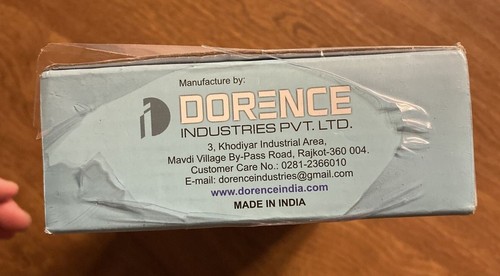 Manufacture by:
DORENCE
INDUSTRIES PVT. LTD.
3, Khodiyar Industrial Area,
Mavdi Village By-Pass Road, Rajkot-360 004.
Customer Care No.: 0281-2366010
E-mail: dorenceindustries@gmail.com
www.dorenceindia.com
MADE IN INDIA